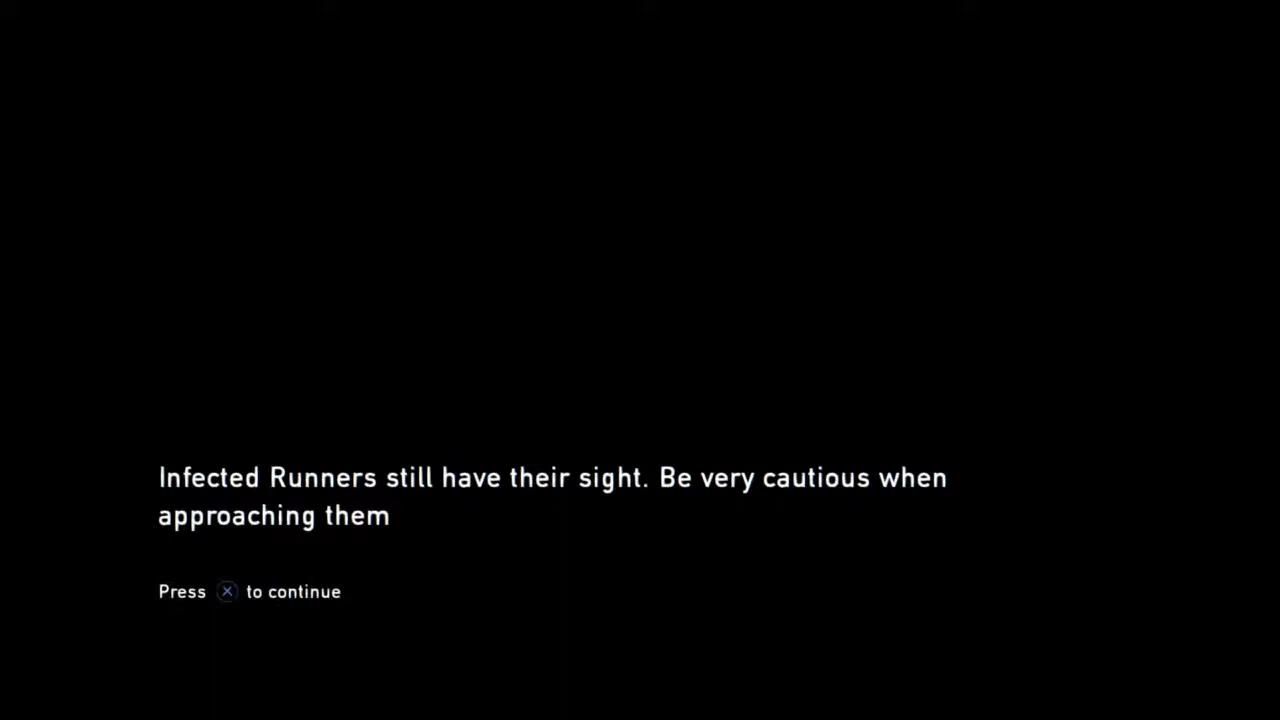 Infected Runners still have their sight. Be very cautious when
approaching them
Press ⓧ to continue